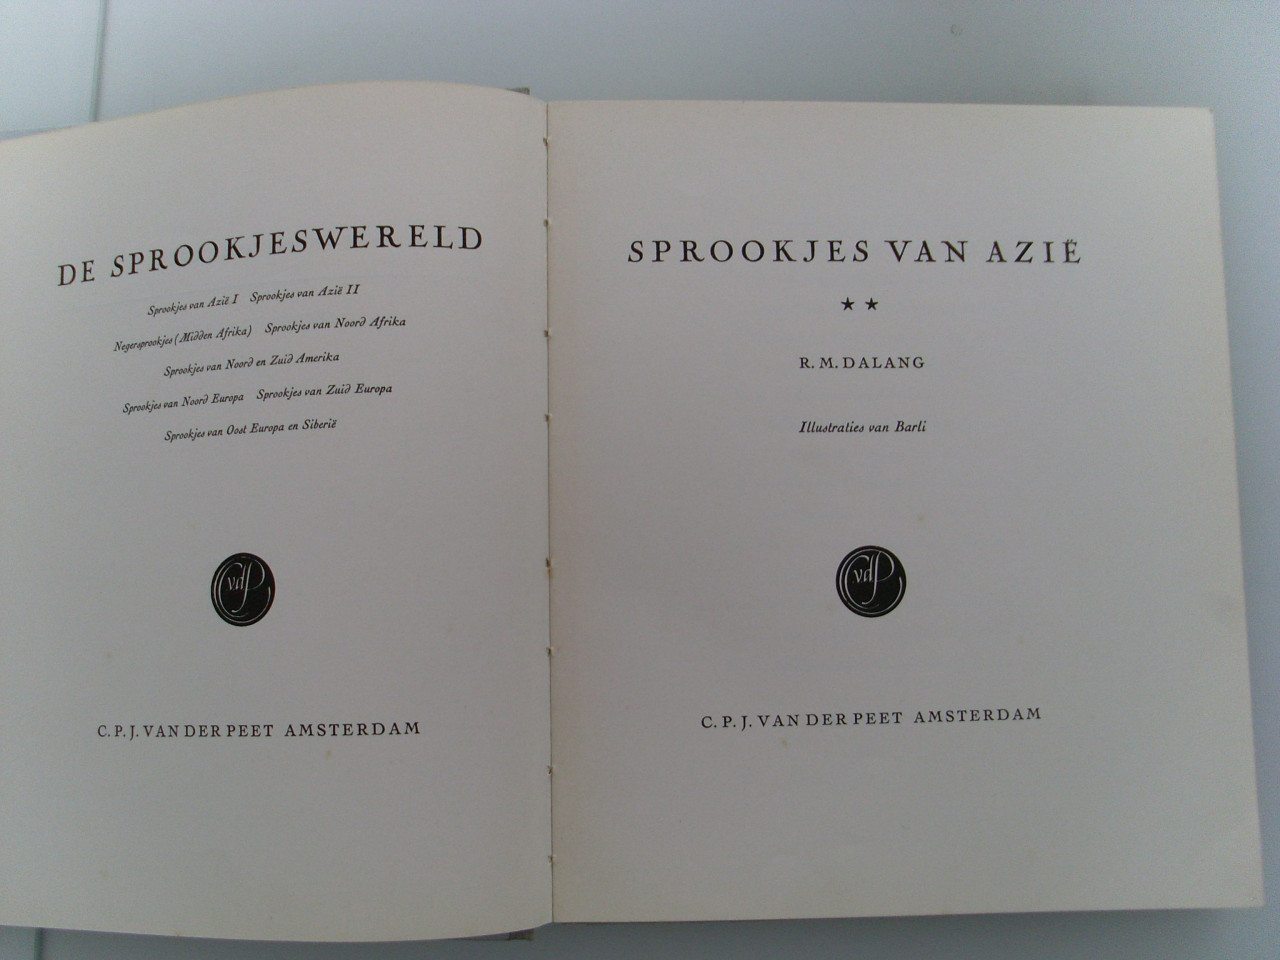 DE SPROOKJESWERELD
Sprookjes van Azië I Sprookjes van Azië II
Negersprookjes (Midden Afrika) Sprookjes van Noord Afrika
Sprookjes van Noord en Zuid Amerika
Sprookjes van Noord Europa Sprookjes van Zuid Europa
Sprookjes van Oost Europa en Siberië
vdP
C. P. J. VAN DER PEET AMSTERDAM
SPROOKJES VAN AZIË
★ ★
R. M. DALANG
Illustraties van Barli
vdP
C. P. J. VAN DER PEET AMSTERDAM